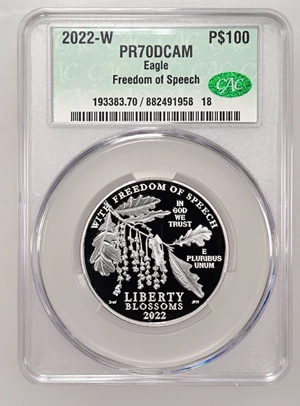 2022-W P$100
PR70DCAM
Eagle
Freedom of Speech
193383.70 / 882491958 18
CAC
WITH FREEDOM OF SPEECH
IN
GOD
WE
TRUST
E
PLURIBUS
UNUM
LIBERTY
BLOSSOMS
2022